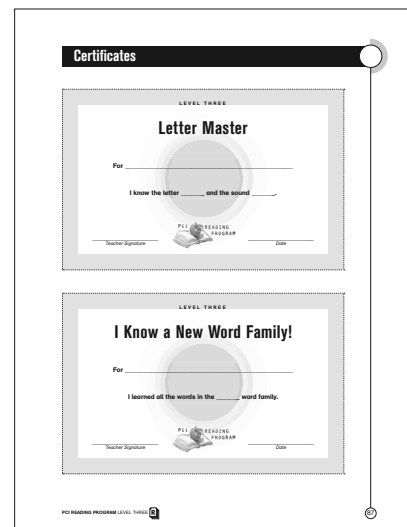 Certificates
LEVEL THREE
Letter Master
For
I know the letter ______ and the sound ______.
PCI READING
PROGRAM
Teacher Signature
Date
LEVEL THREE
I Know a New Word Family!
For
I learned all the words in the ______ word family.
PCI READING
PROGRAM
Teacher Signature
Date
PCI READING PROGRAM LEVEL THREE R
87